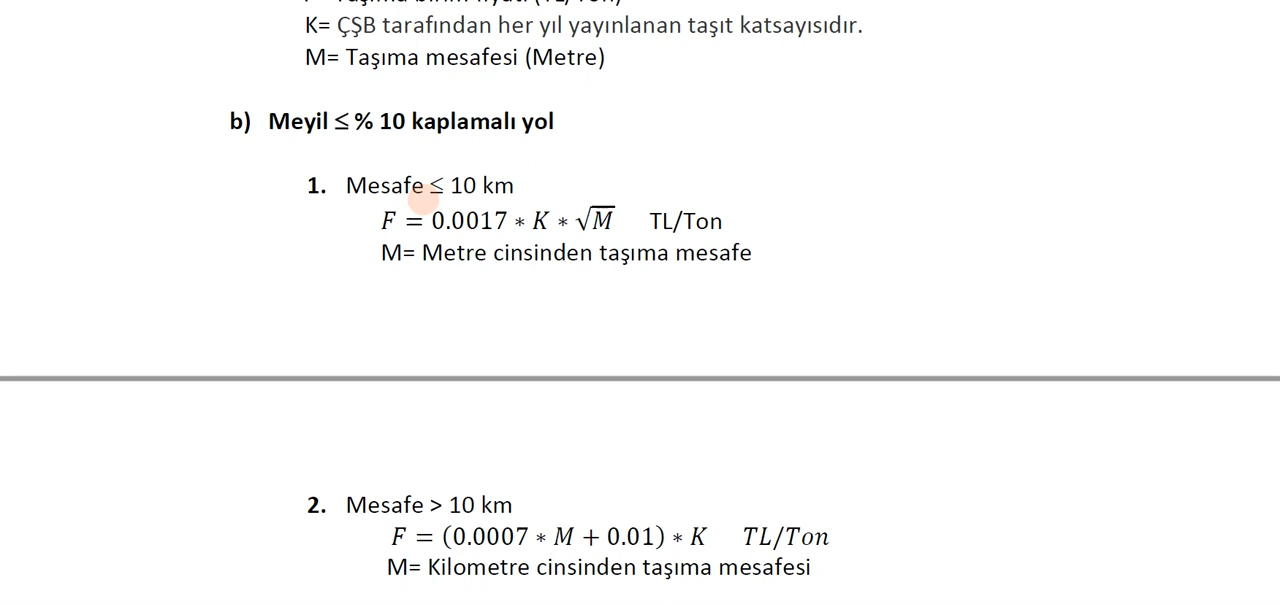 K= ÇŞB tarafından her yıl yayınlanan taşıt katsayısıdır.
M= Taşıma mesafesi (Metre)
b) Meyil ≤ % 10 kaplamalı yol
1. Mesafe ≤ 10 km
F = 0.0017 ∗ K ∗ √M TL/Ton
M= Metre cinsinden taşıma mesafe
2. Mesafe > 10 km
F = (0.0007 ∗ M + 0.01) ∗ K TL/Ton
M= Kilometre cinsinden taşıma mesafesi